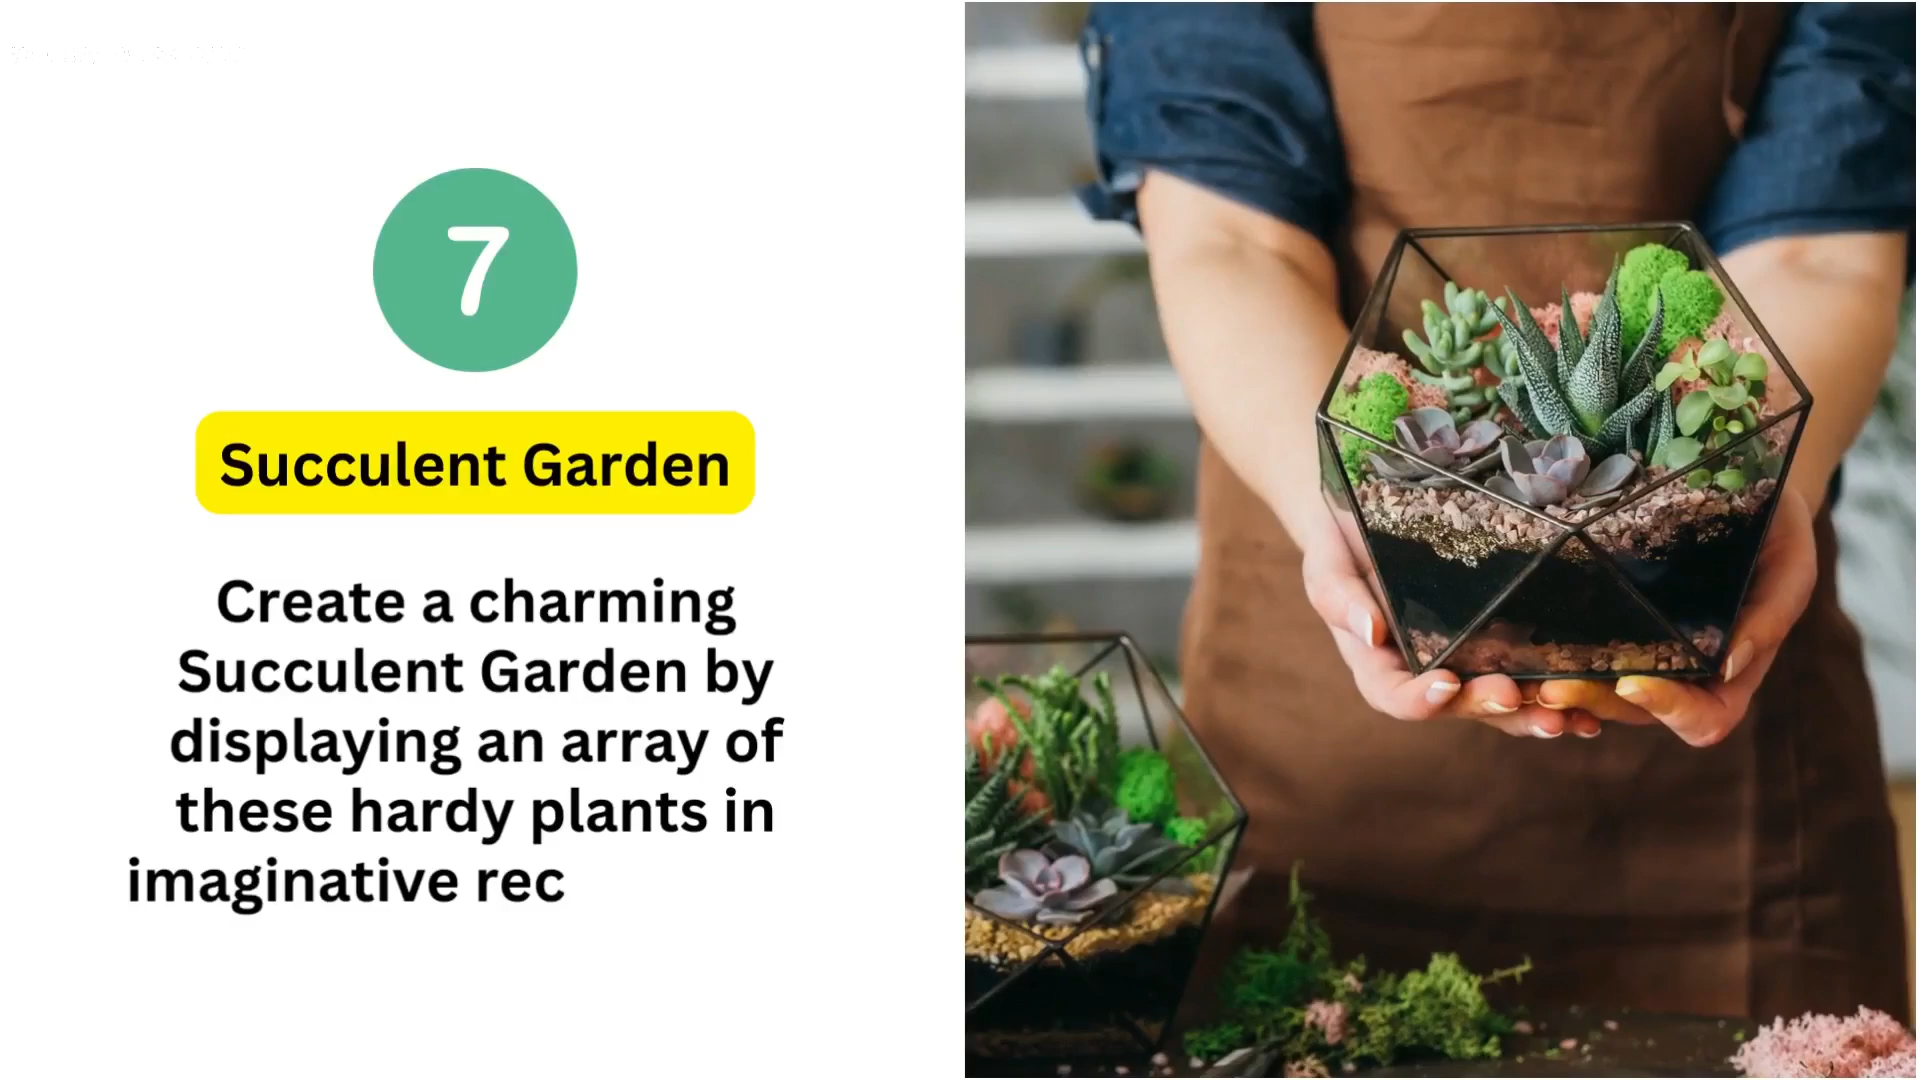 7
Succulent Garden
Create a charming
Succulent Garden by
displaying an array of
these hardy plants in
imaginative rec